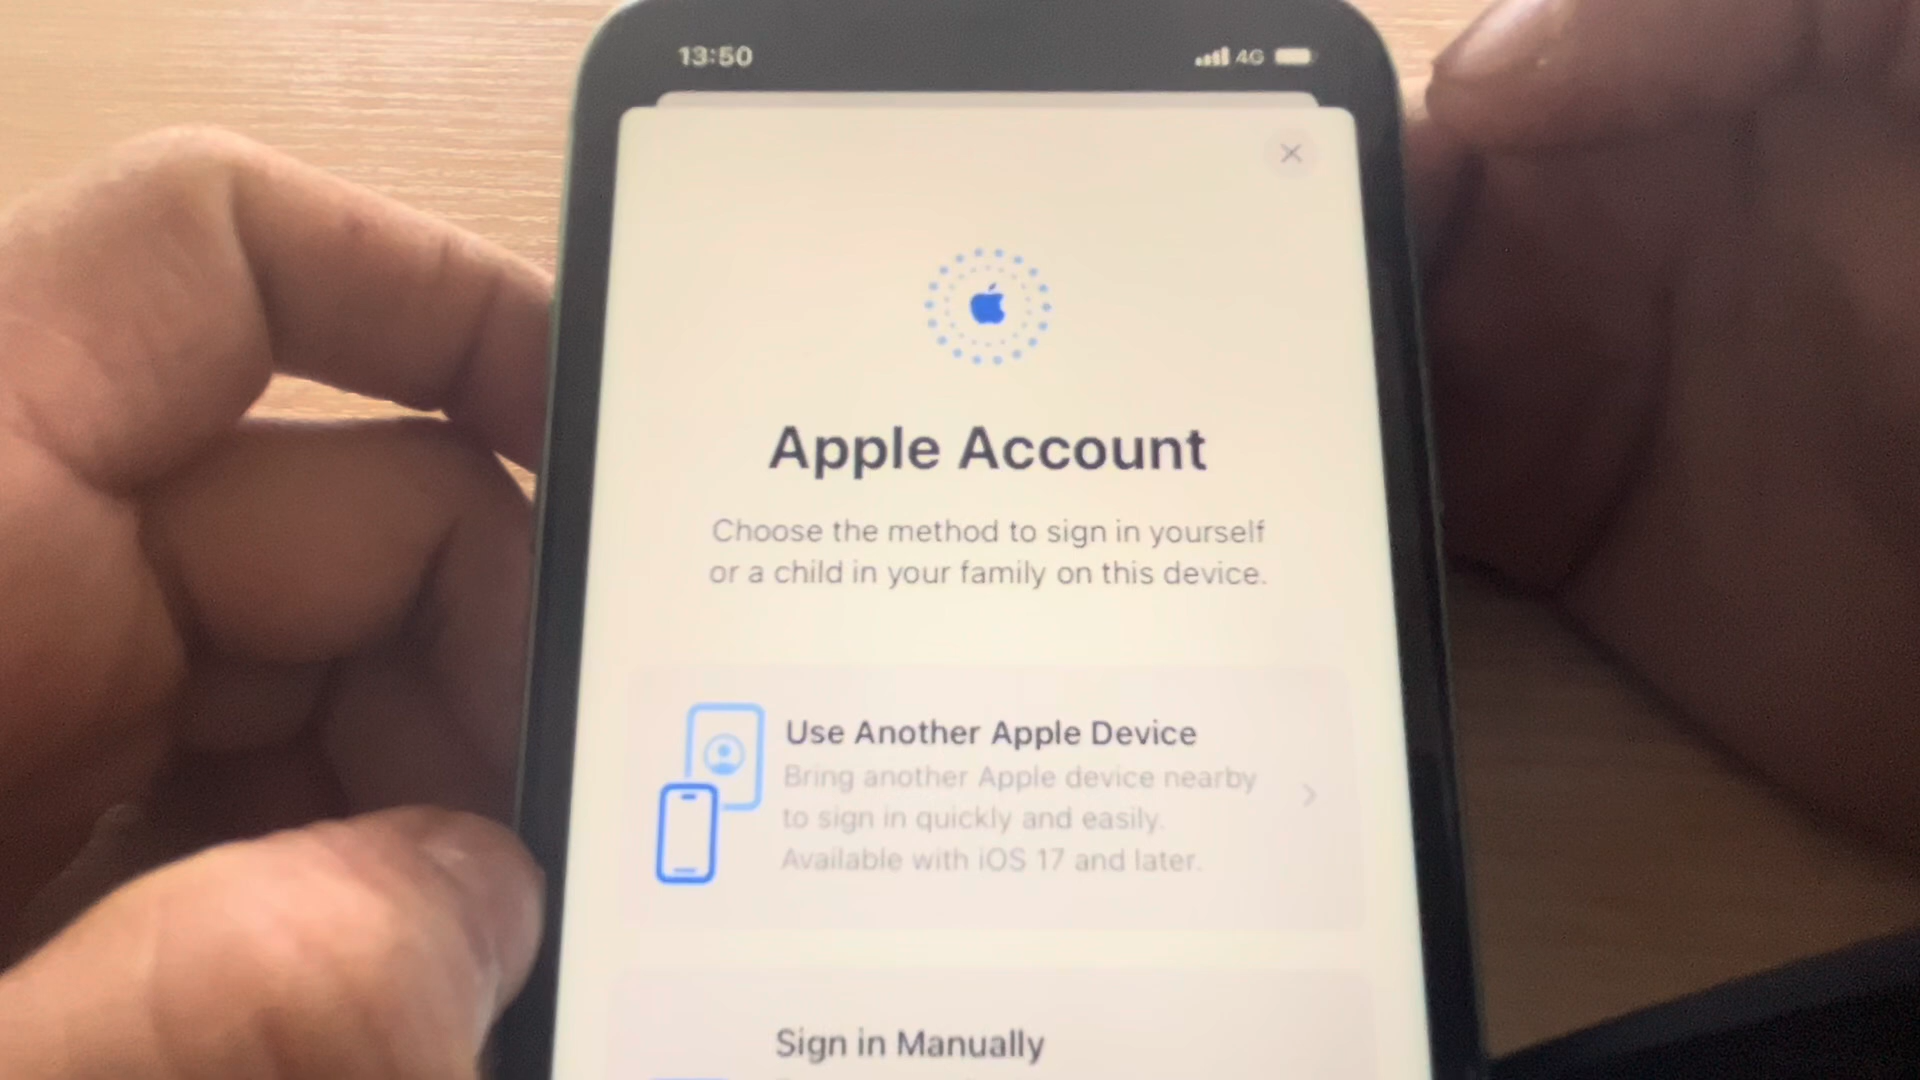 13:50 4G
Apple Account
Choose the method to sign in yourself
or a child in your family on this device.
Use Another Apple Device
Bring another Apple device nearby
to sign in quickly and easily.
Available with iOS 17 and later.
Sign in Manually